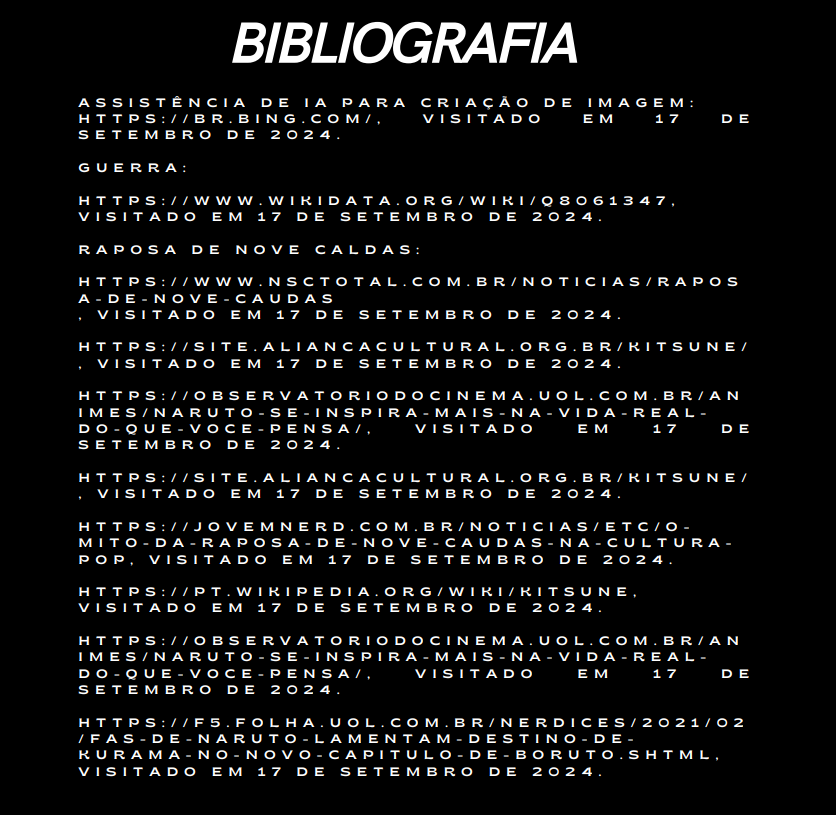 BIBLIOGRAFIA
ASSISTÊNCIA DE IA PARA CRIAÇÃO DE IMAGEM:
HTTPS://BR.BING.COM/, VISITADO EM 17 DE
SETEMBRO DE 2024.
GUERRA:
HTTPS://WWW.WIKIDATA.ORG/WIKI/Q8061347,
VISITADO EM 17 DE SETEMBRO DE 2024.
RAPOSA DE NOVE CALDAS:
HTTPS://WWW.NSCTOTAL.COM.BR/NOTICIAS/RAPOS
A-DE-NOVE-CAUDAS
, VISITADO EM 17 DE SETEMBRO DE 2024.
HTTPS://SITE.ALIANCACULTURAL.ORG.BR/KITSUNE/
, VISITADO EM 17 DE SETEMBRO DE 2024.
HTTPS://OBSERVATORIODOCINEMA.UOL.COM.BR/AN
IMES/NARUTO-SE-INSPIRA-MAIS-NA-VIDA-REAL-
DO-QUE-VOCE-PENSA/, VISITADO EM 17 DE
SETEMBRO DE 2024.
HTTPS://SITE.ALIANCACULTURAL.ORG.BR/KITSUNE/
, VISITADO EM 17 DE SETEMBRO DE 2024.
HTTPS://JOVEMNERD.COM.BR/NOTICIAS/ETC/O-
MITO-DA-RAPOSA-DE-NOVE-CAUDAS-NA-CULTURA-
POP, VISITADO EM 17 DE SETEMBRO DE 2024.
HTTPS://PT.WIKIPEDIA.ORG/WIKI/KITSUNE,
VISITADO EM 17 DE SETEMBRO DE 2024.
HTTPS://OBSERVATORIODOCINEMA.UOL.COM.BR/AN
IMES/NARUTO-SE-INSPIRA-MAIS-NA-VIDA-REAL-
DO-QUE-VOCE-PENSA/, VISITADO EM 17 DE
SETEMBRO DE 2024.
HTTPS://F5.FOLHA.UOL.COM.BR/NERDICES/2021/02
/FAS-DE-NARUTO-LAMENTAM-DESTINO-DE-
KURAMA-NO-NOVO-CAPITULO-DE-BORUTO.SHTML,
VISITADO EM 17 DE SETEMBRO DE 2024.